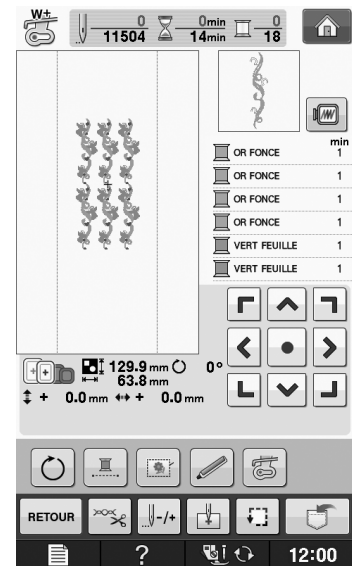 W+ 0 0min 0
11504 14min 18
min
OR FONCE 1
OR FONCE 1
OR FONCE 1
OR FONCE 1
VERT FEUILLE 1
VERT FEUILLE 1
129.9 mm 0°
63.8 mm
+ 0.0 mm + 0.0 mm
RETOUR -/+
? 12:00